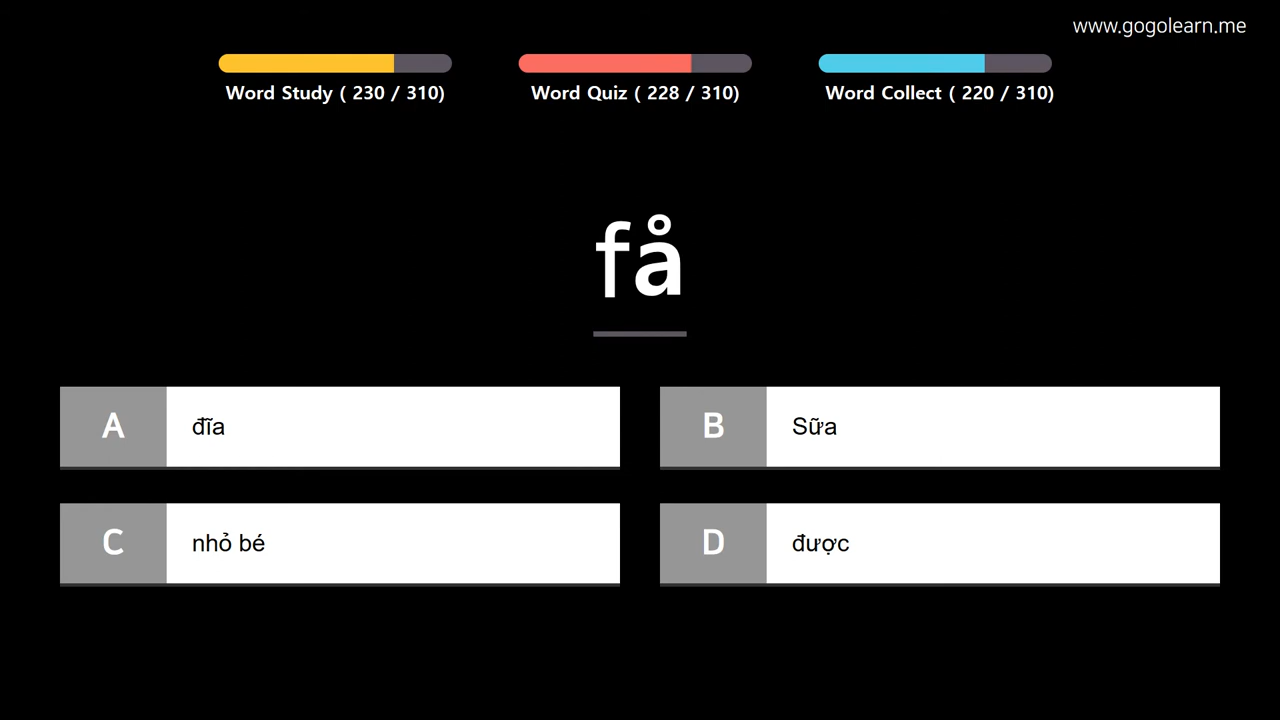 www.gogolearn.me
Word Study ( 230 / 310)
Word Quiz ( 228 / 310)
Word Collect ( 220 / 310)
få
A đĩa
B Sữa
C nhỏ bé
D được